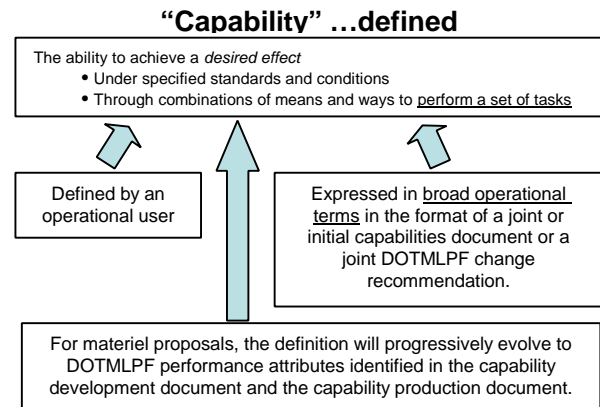 “Capability” …defined
The ability to achieve a desired effect
• Under specified standards and conditions
• Through combinations of means and ways to perform a set of tasks
Defined by an
operational user
Expressed in broad operational
terms in the format of a joint or
initial capabilities document or a
joint DOTMLPF change
recommendation.
For materiel proposals, the definition will progressively evolve to
DOTMLPF performance attributes identified in the capability
development document and the capability production document.